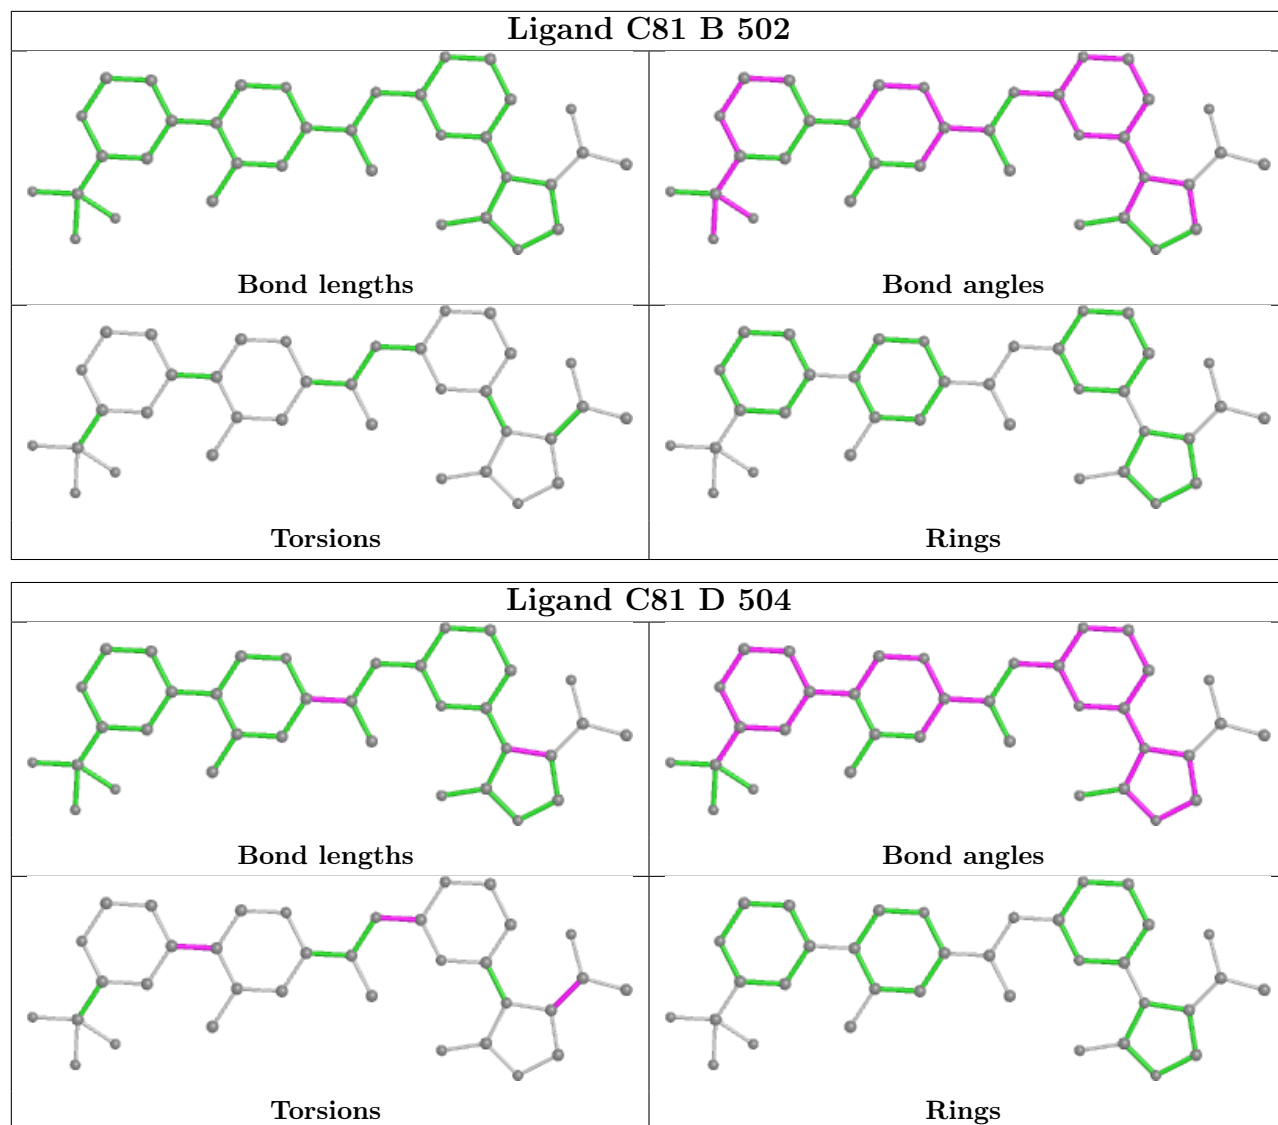 Ligand C81 B 502
Bond lengths
Bond angles
Torsions
Rings
Ligand C81 D 504
Bond lengths
Bond angles
Torsions
Rings